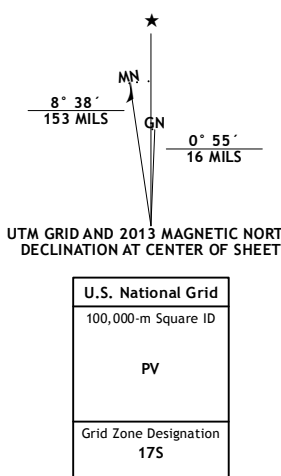 ★
MN
GN
8° 38´
153 MILS
0° 55´
16 MILS
UTM GRID AND 2013 MAGNETIC NORT
DECLINATION AT CENTER OF SHEET
U.S. National Grid
100,000-m Square ID
PV
Grid Zone Designation
17S